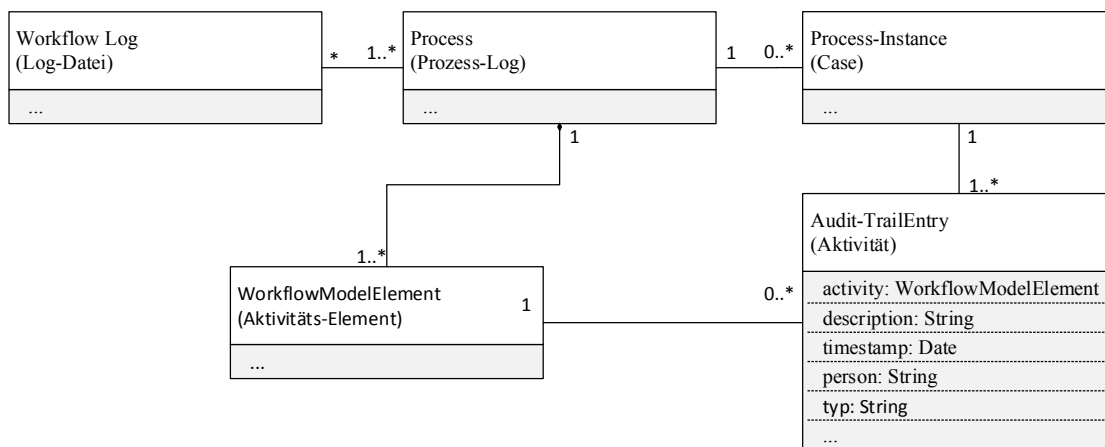 Workflow Log
(Log-Datei)
...
*
1..*
Process
(Prozess-Log)
...
1
0..*
Process-Instance
(Case)
...
1
1
1..*
1..*
WorkflowModelElement
(Aktivitäts-Element)
...
1
0..*
Audit-TrailEntry
(Aktivität)
activity: WorkflowModelElement
description: String
timestamp: Date
person: String
typ: String
...